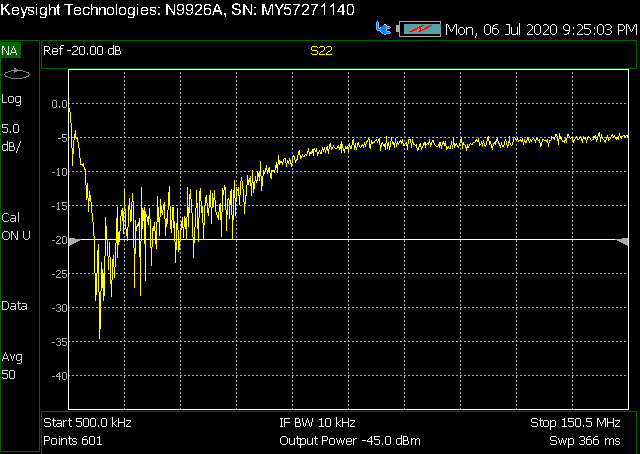 Keysight Technologies: N9926A, SN: MY57271140
Mon, 06 Jul 2020 9:25:03 PM
NA
Ref -20.00 dB
S22
Log
5.0
dB/
Cal
ON U
Data
Avg
50
0.0
-5
-10
-15
-20
-25
-30
-35
-40
Start 500.0 kHz
IF BW 10 kHz
Stop 150.5 MHz
Points 601
Output Power -45.0 dBm
Swp 366 ms